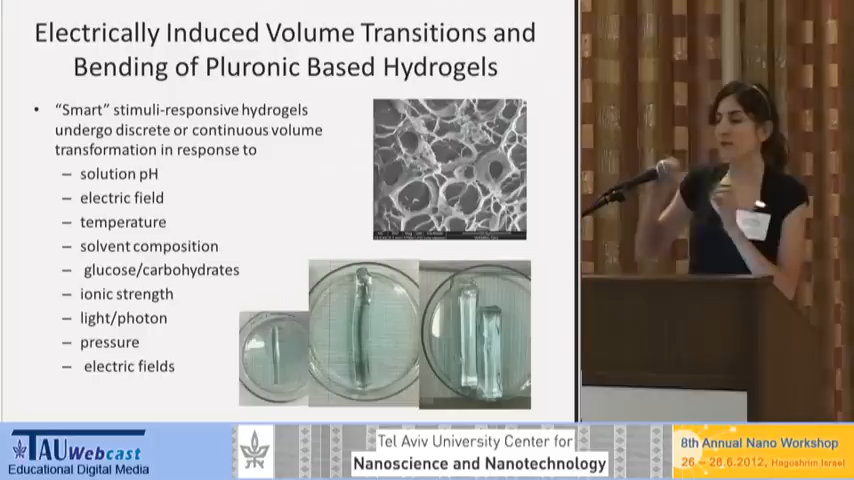 Electrically Induced Volume Transitions and
Bending of Pluronic Based Hydrogels
• "Smart" stimuli-responsive hydrogels
undergo discrete or continuous volume
transformation in response to
– solution pH
– electric field
– temperature
– solvent composition
– glucose/carbohydrates
– ionic strength
– light/photon
– pressure
– electric fields
TAUWebcast
Educational Digital Media
Tel Aviv University Center for
Nanoscience and Nanotechnology
8th Annual Nano Workshop
26 – 28.6.2012, Hagoshrim Israel